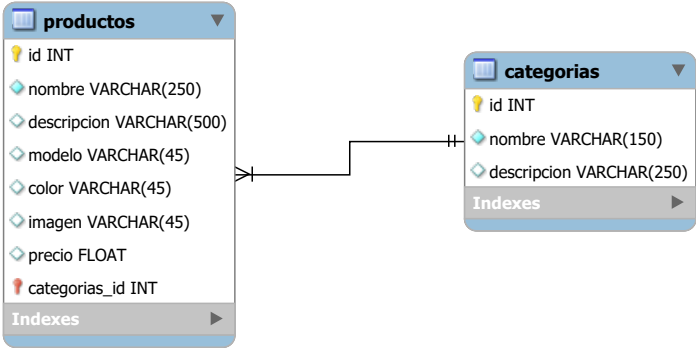 productos
id INT
nombre VARCHAR(250)
descripcion VARCHAR(500)
modelo VARCHAR(45)
color VARCHAR(45)
imagen VARCHAR(45)
precio FLOAT
categorias_id INT
Indexes
categorias
id INT
nombre VARCHAR(150)
descripcion VARCHAR(250)
Indexes